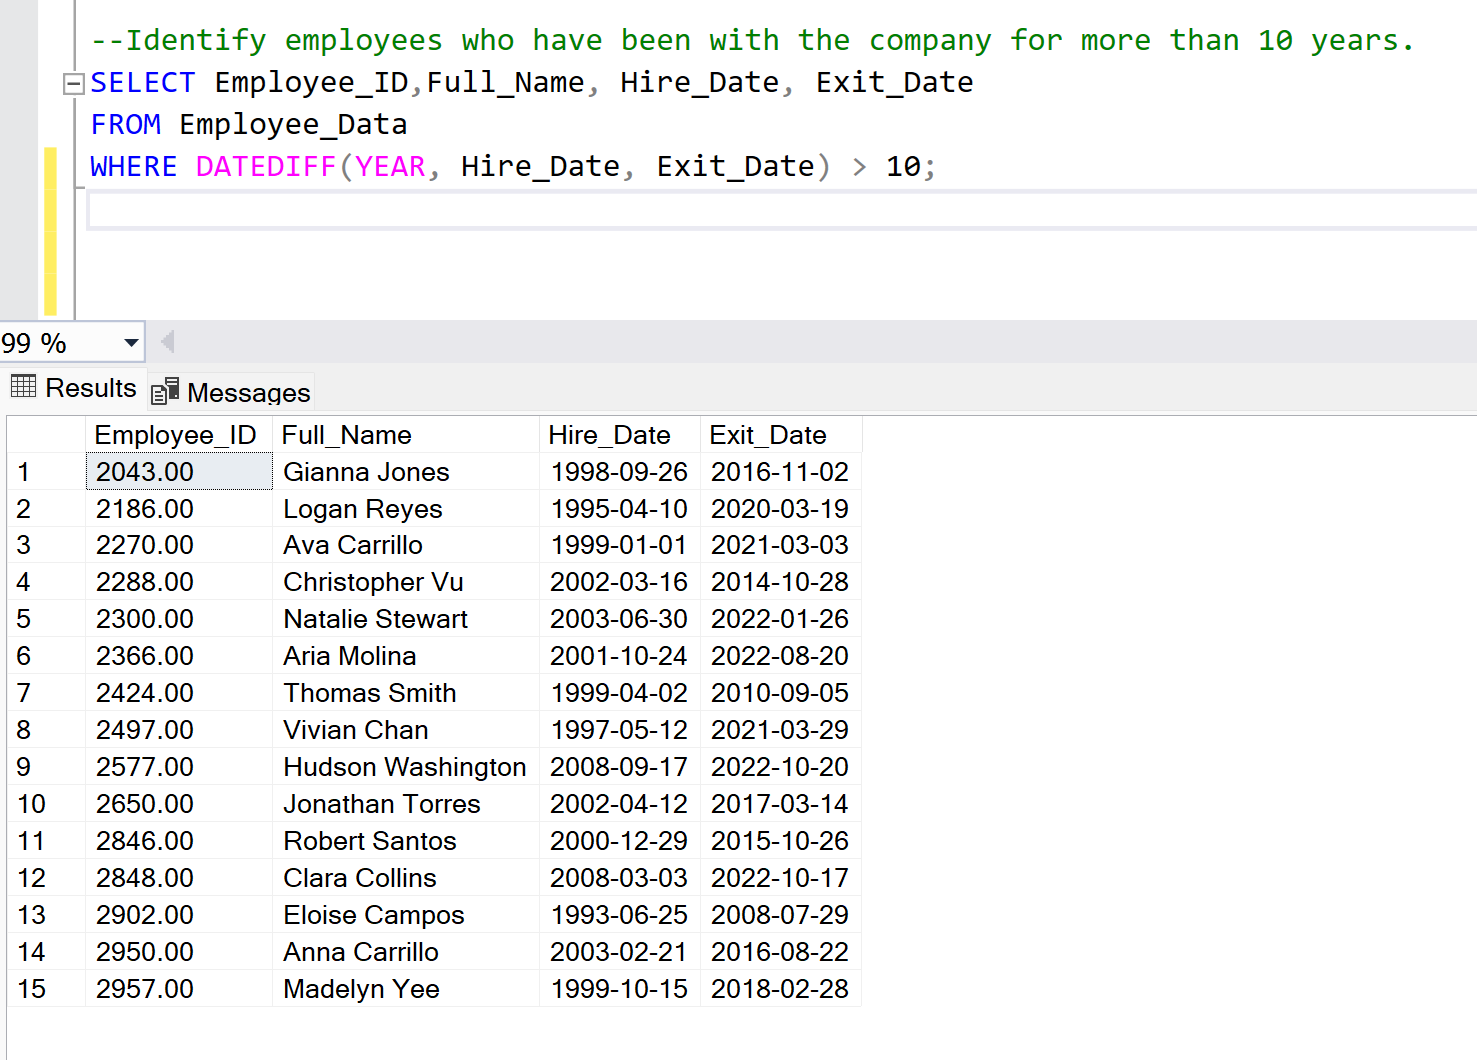 --Identify employees who have been with the company for more than 10 years.
SELECT Employee_ID,Full_Name, Hire_Date, Exit_Date
FROM Employee_Data
WHERE DATEDIFF(YEAR, Hire_Date, Exit_Date) > 10;
99 %
Results Messages
Employee_ID Full_Name Hire_Date Exit_Date
1 2043.00 Gianna Jones 1998-09-26 2016-11-02
2 2186.00 Logan Reyes 1995-04-10 2020-03-19
3 2270.00 Ava Carrillo 1999-01-01 2021-03-03
4 2288.00 Christopher Vu 2002-03-16 2014-10-28
5 2300.00 Natalie Stewart 2003-06-30 2022-01-26
6 2366.00 Aria Molina 2001-10-24 2022-08-20
7 2424.00 Thomas Smith 1999-04-02 2010-09-05
8 2497.00 Vivian Chan 1997-05-12 2021-03-29
9 2577.00 Hudson Washington 2008-09-17 2022-10-20
10 2650.00 Jonathan Torres 2002-04-12 2017-03-14
11 2846.00 Robert Santos 2000-12-29 2015-10-26
12 2848.00 Clara Collins 2008-03-03 2022-10-17
13 2902.00 Eloise Campos 1993-06-25 2008-07-29
14 2950.00 Anna Carrillo 2003-02-21 2016-08-22
15 2957.00 Madelyn Yee 1999-10-15 2018-02-28